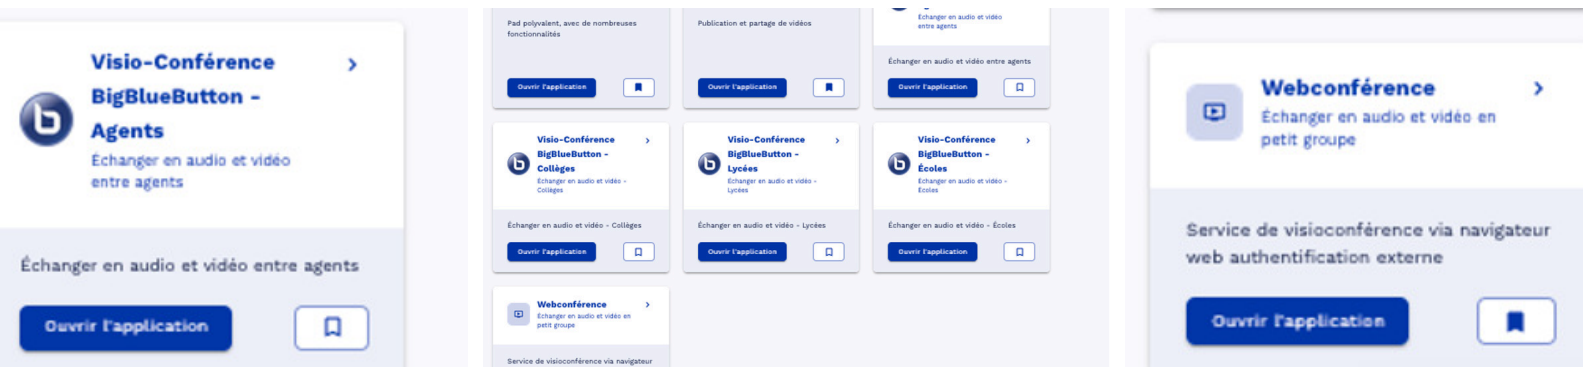 Visio-Conférence
BigBlueButton -
Agents
Échanger en audio et vidéo
entre agents
Échanger en audio et vidéo entre agents
Ouvrir l'application
Pad polyvalent, avec de nombreuses
fonctionnalités
Ouvrir l'application
Publication et partage de vidéos
Ouvrir l'application
Échanger en audio et vidéo
entre agents
Échanger en audio et vidéo entre agents
Ouvrir l'application
Visio-Conférence
BigBlueButton -
Collèges
Échanger en audio et vidéo -
Collèges
Échanger en audio et vidéo - Collèges
Ouvrir l'application
Visio-Conférence
BigBlueButton -
Lycées
Échanger en audio et vidéo -
Lycées
Échanger en audio et vidéo - Lycées
Ouvrir l'application
Visio-Conférence
BigBlueButton -
Écoles
Échanger en audio et vidéo -
Ecoles
Échanger en audio et vidéo - Écoles
Ouvrir l'application
Webconférence
Échanger en audio et vidéo en
petit groupe
Service de visioconférence via navigateur
Webconférence
Échanger en audio et vidéo en
petit groupe
Service de visioconférence via navigateur
web authentification externe
Ouvrir l'application